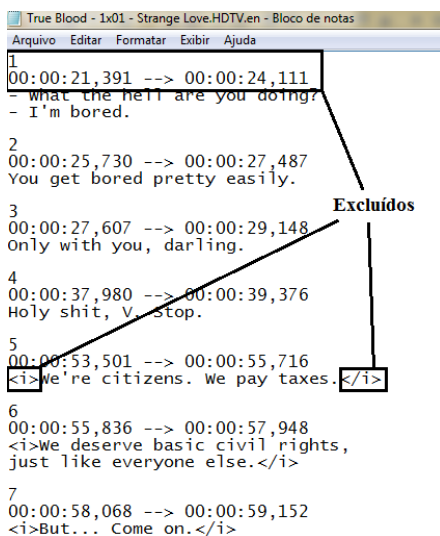 True Blood - 1x01 - Strange Love.HDTV.en - Bloco de notas
Arquivo Editar Formatar Exibir Ajuda
1
00:00:21,391 --> 00:00:24,111
- What the hell are you doing?
- I'm bored.
2
00:00:25,730 --> 00:00:27,487
You get bored pretty easily.
Excluídos
3
00:00:27,607 --> 00:00:29,148
Only with you, darling.
4
00:00:37,980 --> 00:00:39,376
Holy shit, V. Stop.
5
00:00:53,501 --> 00:00:55,716
<i>We're citizens. We pay taxes.</i>
6
00:00:55,836 --> 00:00:57,948
<i>We deserve basic civil rights,
just like everyone else.</i>
7
00:00:58,068 --> 00:00:59,152
<i>But... Come on.</i>